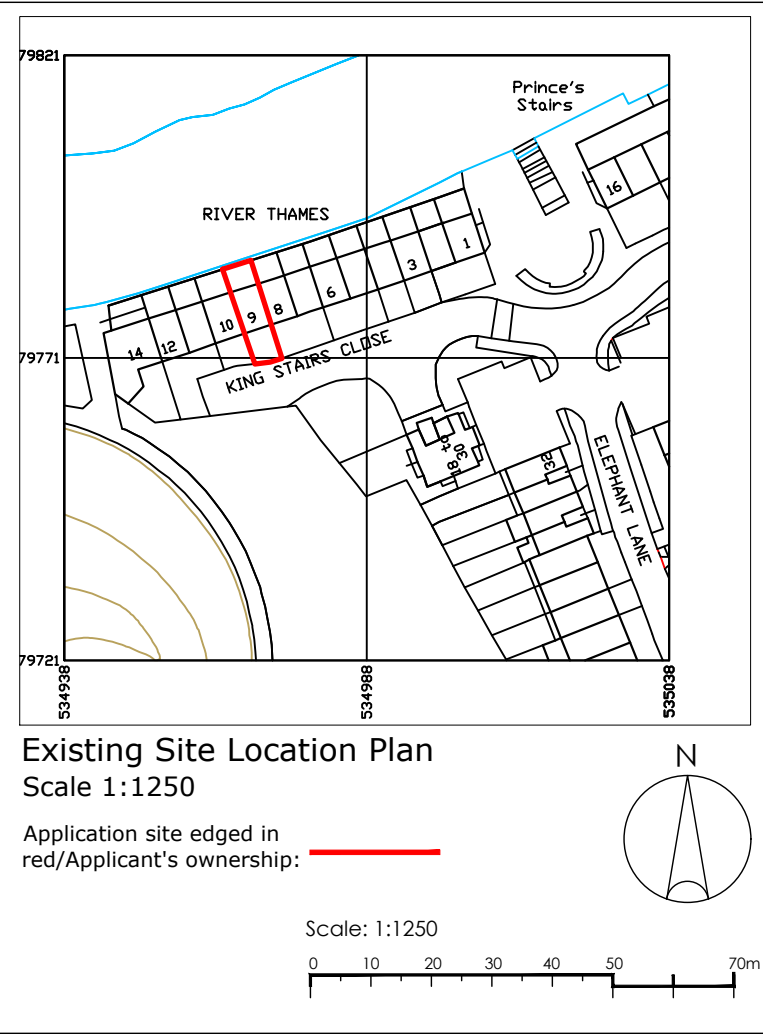 79821
Prince's
Stairs
16
RIVER THAMES
1
3
6
8
9
10
12
14
79771
KING STAIRS CLOSE
18 to
30
32
ELEPHANT LANE
79721
534938
534988
535038
Existing Site Location Plan
Scale 1:1250
N
Application site edged in
red/Applicant's ownership:
Scale: 1:1250
0 10 20 30 40 50 70m